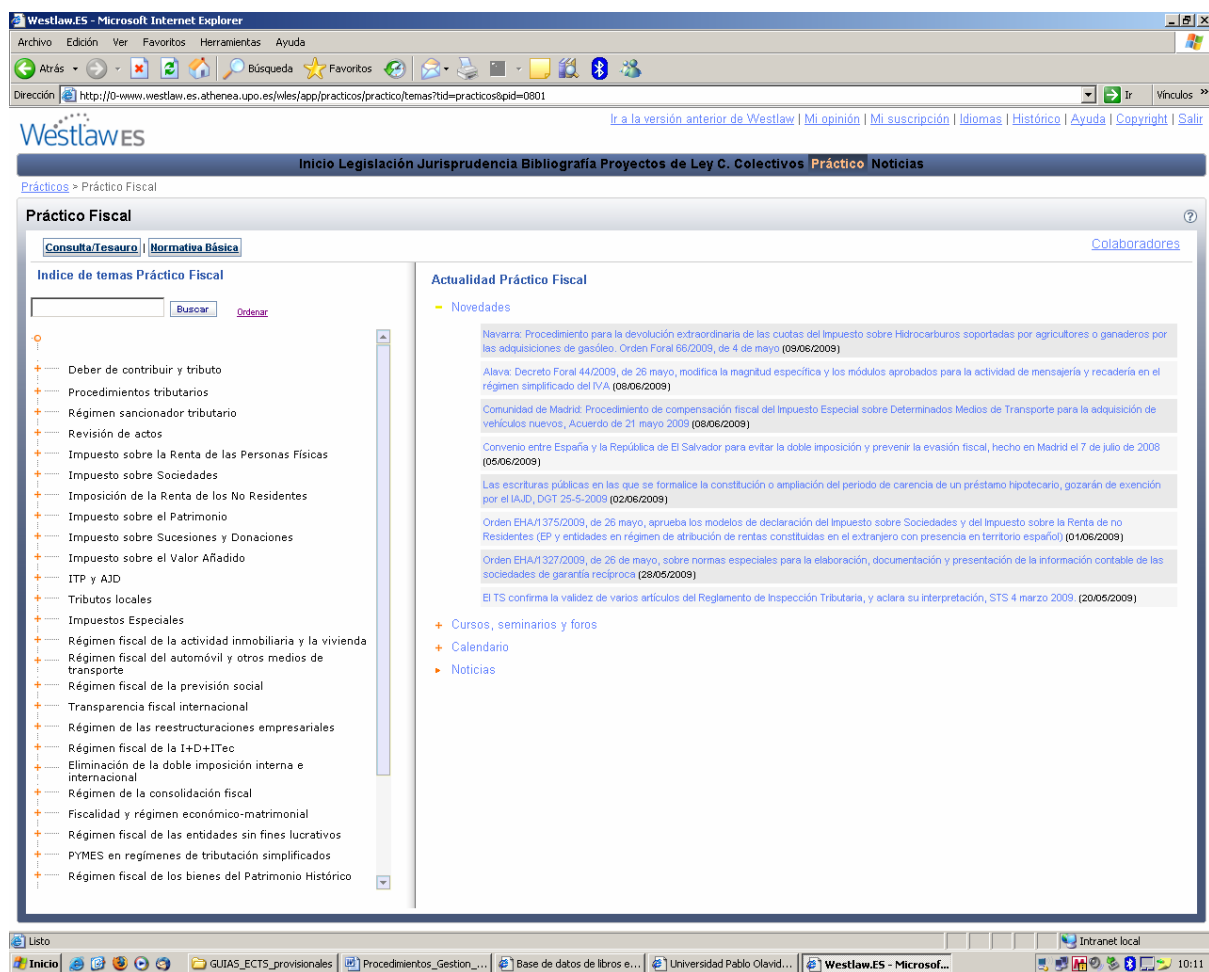 Westlaw.ES - Microsoft Internet Explorer
Archivo Edición Ver Favoritos Herramientas Ayuda
Atrás Búsqueda Favoritos
Dirección http://0-www.westlaw.es.athenea.upo.es/wles/app/practicos/practico/temas?tid=practicos&pid=0801 Ir Vínculos »
Ir a la versión anterior de Westlaw | Mi opinión | Mi suscripción | Idiomas | Histórico | Ayuda | Copyright | Salir
Westlaw ES
Inicio Legislación Jurisprudencia Bibliografía Proyectos de Ley C. Colectivos Práctico Noticias
Prácticos > Práctico Fiscal
Práctico Fiscal
Consulta/Tesauro | Normativa Básica
Colaboradores
Indice de temas Práctico Fiscal
Buscar Ordenar
Deber de contribuir y tributo
Procedimientos tributarios
Régimen sancionador tributario
Revisión de actos
Impuesto sobre la Renta de las Personas Físicas
Impuesto sobre Sociedades
Imposición de la Renta de los No Residentes
Impuesto sobre el Patrimonio
Impuesto sobre Sucesiones y Donaciones
Impuesto sobre el Valor Añadido
ITP y AJD
Tributos locales
Impuestos Especiales
Régimen fiscal de la actividad inmobiliaria y la vivienda
Régimen fiscal del automóvil y otros medios de
transporte
Régimen fiscal de la previsión social
Transparencia fiscal internacional
Régimen de las reestructuraciones empresariales
Régimen fiscal de la I+D+ITec
Eliminación de la doble imposición interna e
internacional
Régimen de la consolidación fiscal
Fiscalidad y régimen económico-matrimonial
Régimen fiscal de las entidades sin fines lucrativos
PYMES en regímenes de tributación simplificados
Régimen fiscal de los bienes del Patrimonio Histórico
Actualidad Práctico Fiscal
Novedades
Navarra: Procedimiento para la devolución extraordinaria de las cuotas del Impuesto sobre Hidrocarburos soportadas por agricultores o ganaderos por
las adquisiciones de gasóleo. Orden Foral 66/2009, de 4 de mayo (09/06/2009)
Alava: Decreto Foral 44/2009, de 26 mayo, modifica la magnitud específica y los módulos aprobados para la actividad de mensajería y recadería en el
régimen simplificado del IVA (08/06/2009)
Comunidad de Madrid: Procedimiento de compensación fiscal del Impuesto Especial sobre Determinados Medios de Transporte para la adquisición de
vehículos nuevos, Acuerdo de 21 mayo 2009 (08/06/2009)
Convenio entre España y la República de El Salvador para evitar la doble imposición y prevenir la evasión fiscal, hecho en Madrid el 7 de julio de 2008
(05/06/2009)
Las escrituras públicas en las que se formalice la constitución o ampliación del periodo de carencia de un préstamo hipotecario, gozarán de exención
por el IAJD, DGT 25-5-2009 (02/06/2009)
Orden EHA/1375/2009, de 26 mayo, aprueba los modelos de declaración del Impuesto sobre Sociedades y del Impuesto sobre la Renta de no
Residentes (EP y entidades en régimen de atribución de rentas constituidas en el extranjero con presencia en territorio español) (01/06/2009)
Orden EHA/1327/2009, de 26 de mayo, sobre normas especiales para la elaboración, documentación y presentación de la información contable de las
sociedades de garantía recíproca (28/05/2009)
El TS confirma la validez de varios artículos del Reglamento de Inspección Tributaria, y aclara su interpretación, STS 4 marzo 2009. (20/05/2009)
Cursos, seminarios y foros
Calendario
Noticias
Listo Intranet local
Inicio GUIAS_ECTS_provisionales Procedimientos_Gestion_... Base de datos de libros e... Universidad Pablo Olavid... Westlaw.ES - Microsof... 10:11